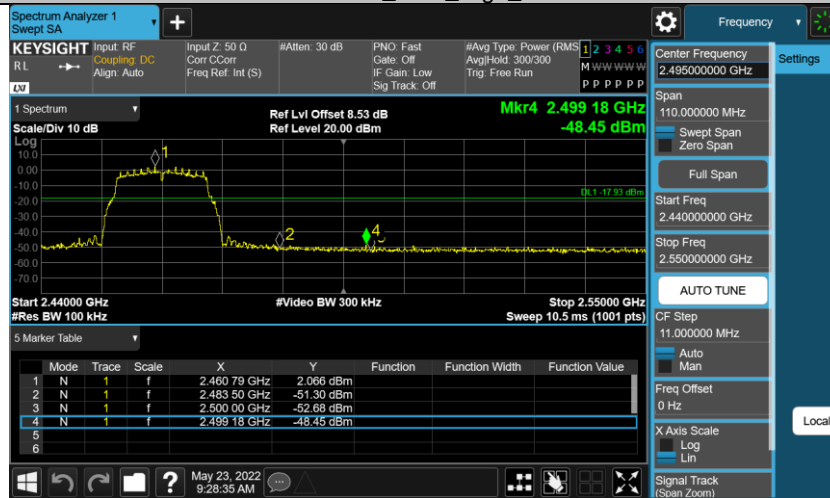 Spectrum Analyzer 1
Swept SA
Frequency
KEYSIGHT
Input: RF
Input Z: 50 Ω
#Atten: 30 dB
PNO: Fast
#Avg Type: Power (RMS
1 2 3 4 5 6
RL
Coupling: DC
Corr CCorr
Gate: Off
Avg|Hold: 300/300
M W W W W W
Align: Auto
Freq Ref: Int (S)
IF Gain: Low
Trig: Free Run
Sig Track: Off
P P P P P P
LXI
1 Spectrum
Ref Lvl Offset 8.53 dB
Mkr4 2.499 18 GHz
Scale/Div 10 dB
Ref Level 20.00 dBm
-48.45 dBm
Log
10.0
0.00
-10.0
-20.0
-30.0
-40.0
-50.0
-60.0
-70.0
1
2
4
DL1 -17.93 dBm
Start 2.44000 GHz
#Video BW 300 kHz
Stop 2.55000 GHz
#Res BW 100 kHz
Sweep 10.5 ms (1001 pts)
5 Marker Table
Mode Trace Scale X Y Function Function Width Function Value
1 N 1 f 2.460 79 GHz 2.066 dBm
2 N 1 f 2.483 50 GHz -51.30 dBm
3 N 1 f 2.500 00 GHz -52.68 dBm
4 N 1 f 2.499 18 GHz -48.45 dBm
5
6
May 23, 2022
9:28:35 AM
Center Frequency
2.495000000 GHz
Settings
Span
110.000000 MHz
Swept Span
Zero Span
Full Span
Start Freq
2.440000000 GHz
Stop Freq
2.550000000 GHz
AUTO TUNE
CF Step
11.000000 MHz
Auto
Man
Freq Offset
0 Hz
Local
X Axis Scale
Log
Lin
Signal Track
(Span Zoom)